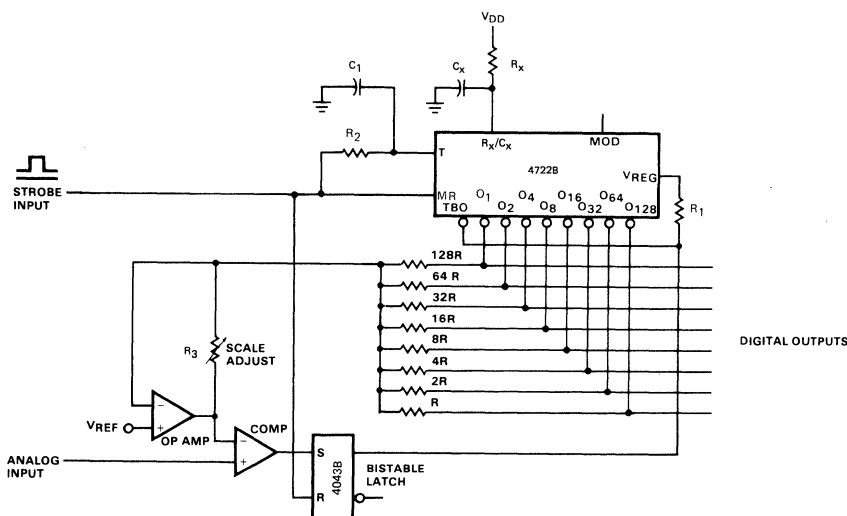 VDD
Rx
C1
Cx
R2
T
Rx/Cx
MOD
4722B
VREG
MR
TBO
O1
O2
O4
O8
O16
O32
O64
O128
R1
STROBE
INPUT
128R
64 R
32R
16R
8R
4R
2R
R
DIGITAL OUTPUTS
R3
SCALE
ADJUST
−
+
VREF
OP AMP
COMP
−
+
ANALOG
INPUT
S
R
4043B
BISTABLE
LATCH